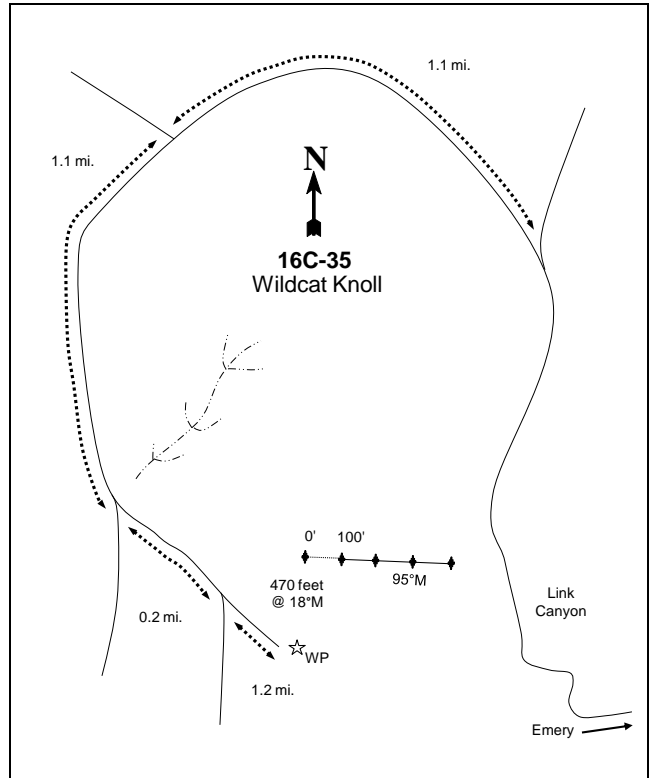 1.1 mi.
1.1 mi.
N
16C-35
Wildcat Knoll
0' 100'
95°M
470 feet
@ 18°M
Link
Canyon
0.2 mi.
WP
1.2 mi.
Emery